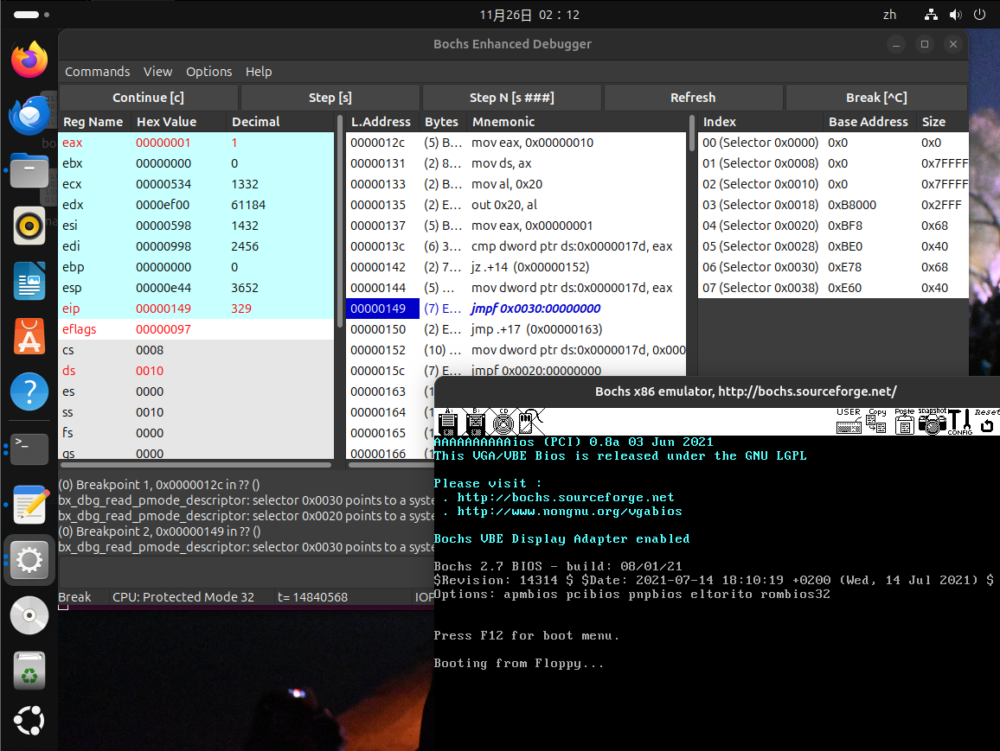 11月26日 02：12
zh
Bochs Enhanced Debugger
Commands View Options Help
Continue [c] Step [s] Step N [s ###] Refresh Break [^C]
Reg Name Hex Value Decimal
eax 00000001 1
ebx 00000000 0
ecx 00000534 1332
edx 0000ef00 61184
esi 00000598 1432
edi 00000998 2456
ebp 00000000 0
esp 00000e44 3652
eip 00000149 329
eflags 00000097
cs 0008
ds 0010
es 0000
ss 0010
fs 0000
gs 0000
L.Address Bytes Mnemonic
0000012c (5) B... mov eax, 0x00000010
00000131 (2) 8... mov ds, ax
00000133 (2) B... mov al, 0x20
00000135 (2) E... out 0x20, al
00000137 (5) B... mov eax, 0x00000001
0000013c (6) 3... cmp dword ptr ds:0x0000017d, eax
00000142 (2) 7... jz .+14 (0x00000152)
00000144 (5) ... mov dword ptr ds:0x0000017d, eax
00000149 (7) E... jmpf 0x0030:00000000
00000150 (2) E... jmp .+17 (0x00000163)
00000152 (10) ... mov dword ptr ds:0x0000017d, 0x000
0000015c (7) E... jmpf 0x0020:00000000
00000163 (1
00000164 (1
00000165 (1
00000166 (1
Index Base Address Size
00 (Selector 0x0000) 0x0 0x0
01 (Selector 0x0008) 0x0 0x7FFFF
02 (Selector 0x0010) 0x0 0x7FFFF
03 (Selector 0x0018) 0xB8000 0x2FFF
04 (Selector 0x0020) 0xBF8 0x68
05 (Selector 0x0028) 0xBE0 0x40
06 (Selector 0x0030) 0xE78 0x68
07 (Selector 0x0038) 0xE60 0x40
(0) Breakpoint 1, 0x0000012c in ?? ()
bx_dbg_read_pmode_descriptor: selector 0x0030 points to a syste
bx_dbg_read_pmode_descriptor: selector 0x0020 points to a syste
(0) Breakpoint 2, 0x00000149 in ?? ()
bx_dbg_read_pmode_descriptor: selector 0x0030 points to a syste
Break CPU: Protected Mode 32 t= 14840568 IOP
Bochs x86 emulator, http://bochs.sourceforge.net/
A: B: CD USER Copy Paste snapshot CONFIG Reset
AAAAAAAAAAios (PCI) 0.8a 03 Jun 2021
This VGA/VBE Bios is released under the GNU LGPL
Please visit :
. http://bochs.sourceforge.net
. http://www.nongnu.org/vgabios
Bochs VBE Display Adapter enabled
Bochs 2.7 BIOS - build: 08/01/21
$Revision: 14314 $ $Date: 2021-07-14 18:10:19 +0200 (Wed, 14 Jul 2021) $
Options: apmbios pcibios pnpbios eltorito rombios32
Press F12 for boot menu.
Booting from Floppy...